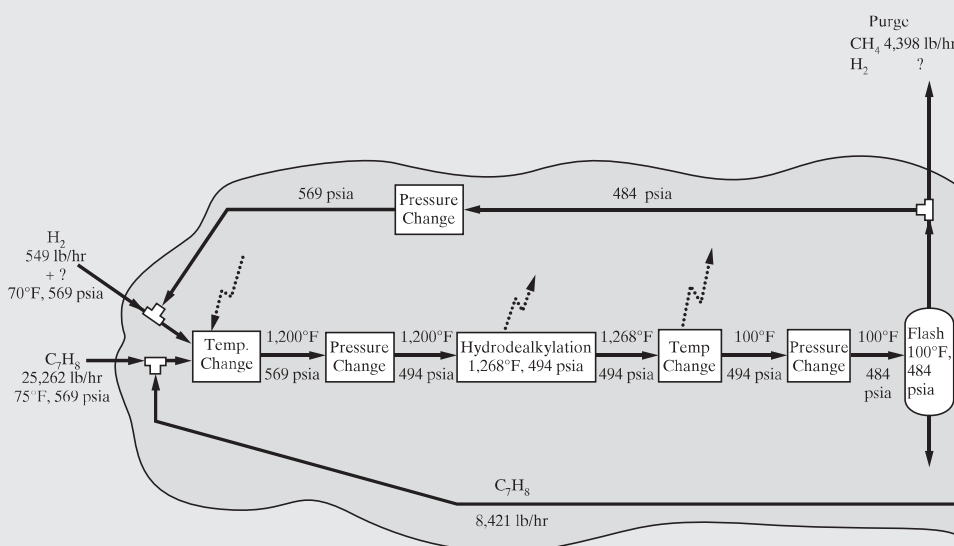 Purge
CH4 4,398 lb/hr
H2 ?
569 psia
Pressure
Change
484 psia
H2
549 lb/hr
+ ?
70°F, 569 psia
C7H8
25,262 lb/hr
75°F, 569 psia
Temp.
Change
1,200°F
569 psia
Pressure
Change
1,200°F
494 psia
Hydrodealkylation
1,268°F, 494 psia
1,268°F
494 psia
Temp
Change
100°F
494 psia
Pressure
Change
100°F
484
psia
Flash
100°F,
484
psia
C7H8
8,421 lb/hr